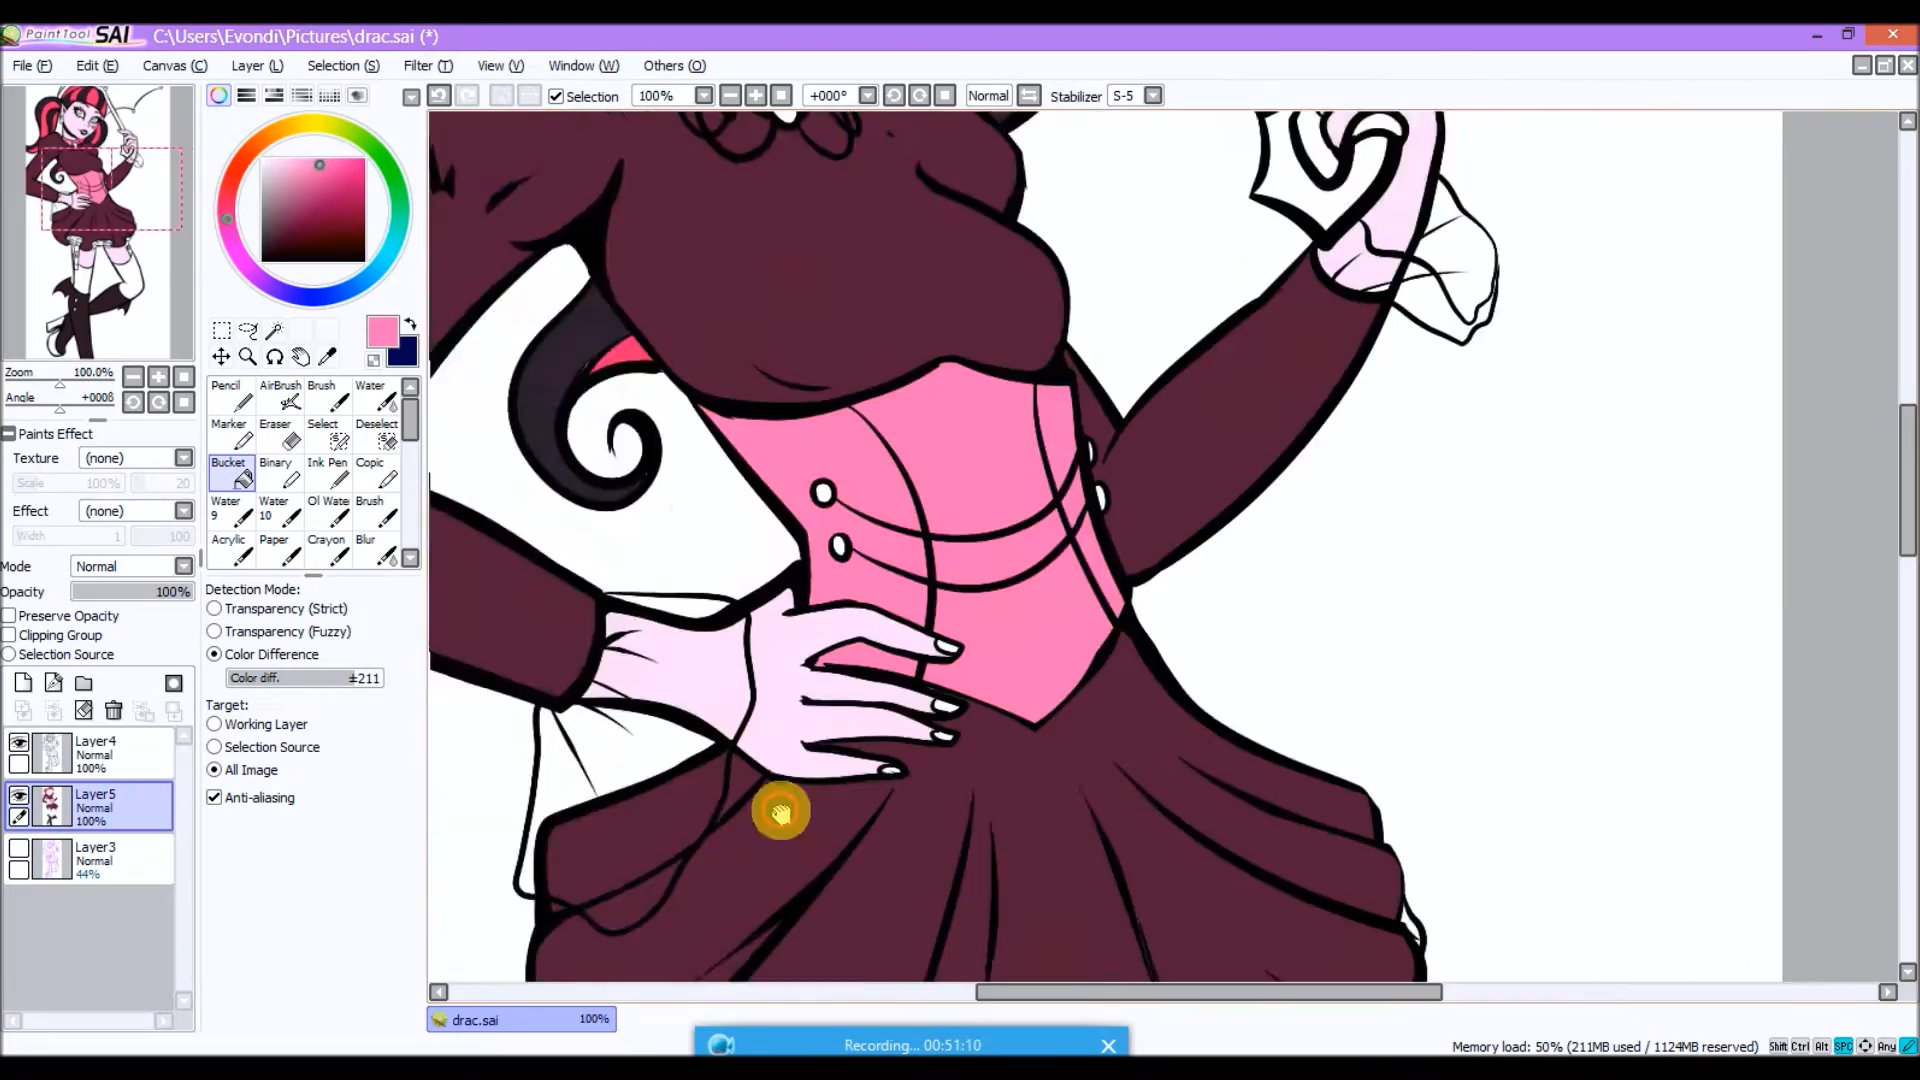 PaintTool SAI C:\Users\Evondi\Pictures\drac.sai (*)
File (F) Edit (E) Canvas (C) Layer (L) Selection (S) Filter (T) View (V) Window (W) Others (O)
Selection 100% +000° Normal Stabilizer S-5
Zoom 100.0%
Angle +000ß
Paints Effect
Texture (none)
Scale 100% 20
Effect (none)
Width 1 100
Mode Normal
Opacity 100%
Preserve Opacity
Clipping Group
Selection Source
Layer4
Normal
100%
Layer5
Normal
100%
Layer3
Normal
44%
Pencil AirBrush Brush Water
Marker Eraser Select Deselect
Bucket Binary Ink Pen Copic
Water 9 Water 10 Ol Wate Brush
Acrylic Paper Crayon Blur
Detection Mode:
Transparency (Strict)
Transparency (Fuzzy)
Color Difference
Color diff. ±211
Target:
Working Layer
Selection Source
All Image
Anti-aliasing
drac.sai 100%
Recording... 00:51:10
Memory load: 50% (211MB used / 1124MB reserved) Shift Ctrl Alt SPC Any